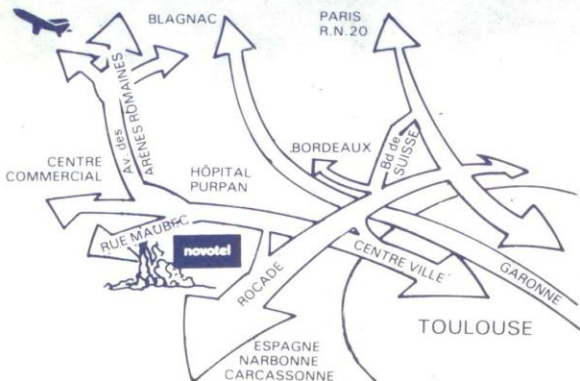 BLAGNAC
PARIS
R.N.20
Av. des
ARÈNES ROMAINES
CENTRE
COMMERCIAL
HÔPITAL
PURPAN
BORDEAUX
Bd de
SUISSE
RUE MAUBEC
novotel
ROCADE
CENTRE VILLE
GARONNE
TOULOUSE
ESPAGNE
NARBONNE
CARCASSONNE